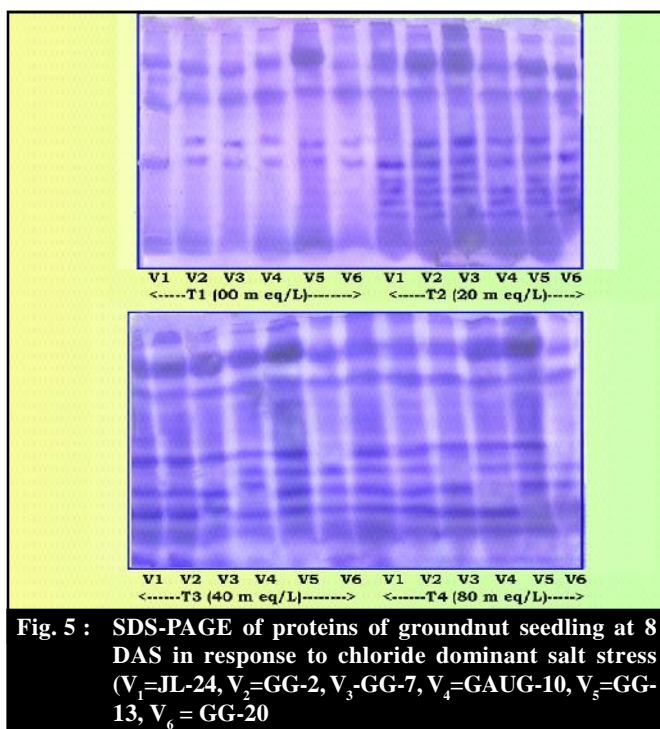 V1 V2 V3 V4 V5 V6 V1 V2 V3 V4 V5 V6
<-----T1 (00 m eq/L)--------> <-----T2 (20 m eq/L)------->
V1 V2 V3 V4 V5 V6 V1 V2 V3 V4 V5 V6
<-----T3 (40 m eq/L)--------> <-----T4 (80 m eq/L)------->
Fig. 5 : SDS-PAGE of proteins of groundnut seedling at 8
DAS in response to chloride dominant salt stress
(V₁=JL-24, V₂=GG-2, V₃-GG-7, V₄=GAUG-10, V₅=GG-
13, V₆ = GG-20